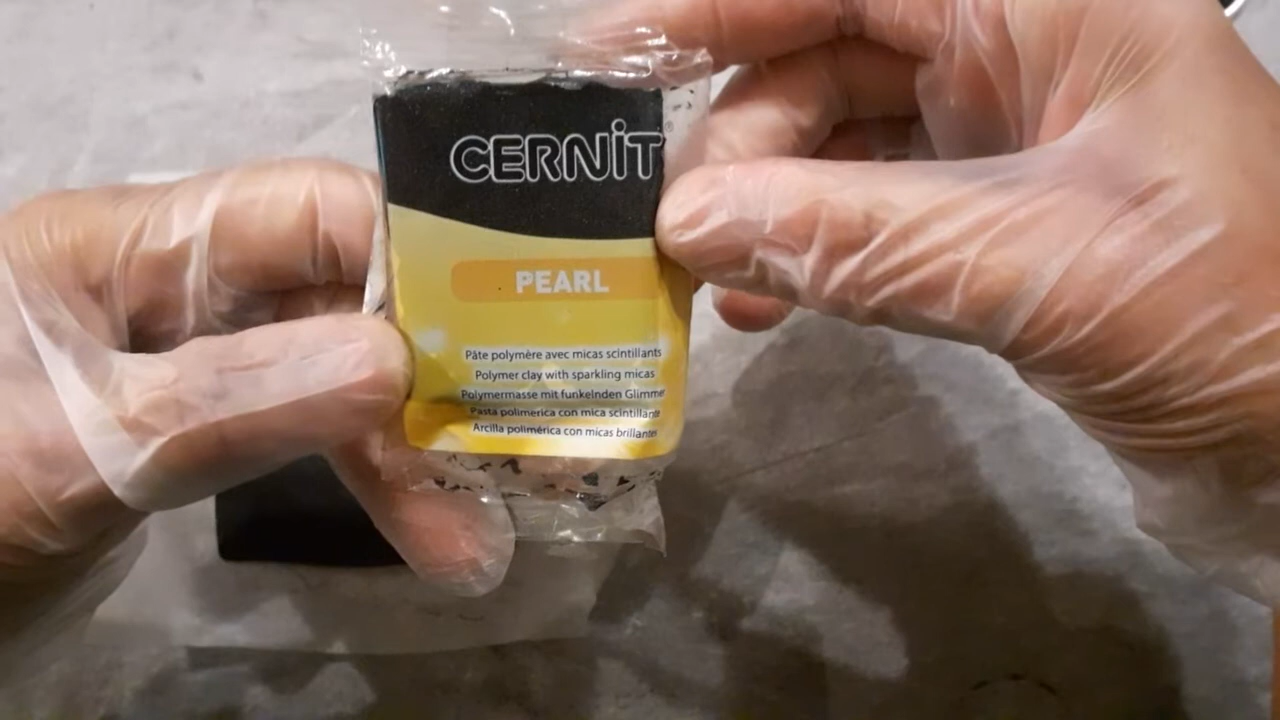 CERNiT®
PEARL
Pâte polymère avec micas scintillants
Polymer clay with sparkling micas
Polymermasse mit funkelnden Glimmer
Pasta polimerica con mica scintillante
Arcilla polimérica con micas brillantes